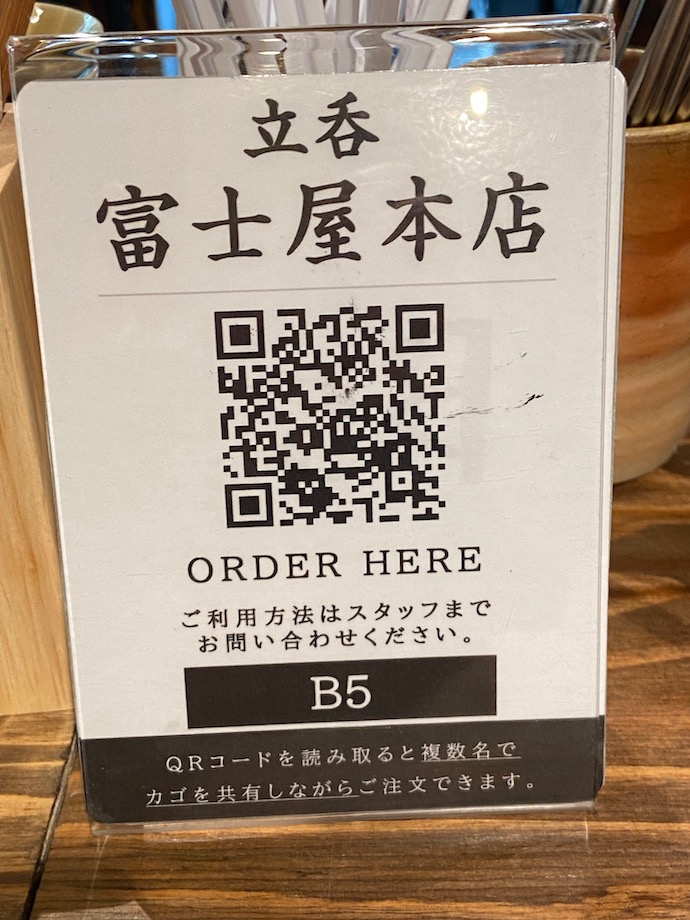 立呑
富士屋本店
ORDER HERE
ご利用方法はスタッフまで
お問い合わせください。
B5
QRコードを読み取ると複数名で
カゴを共有しながらご注文できます。